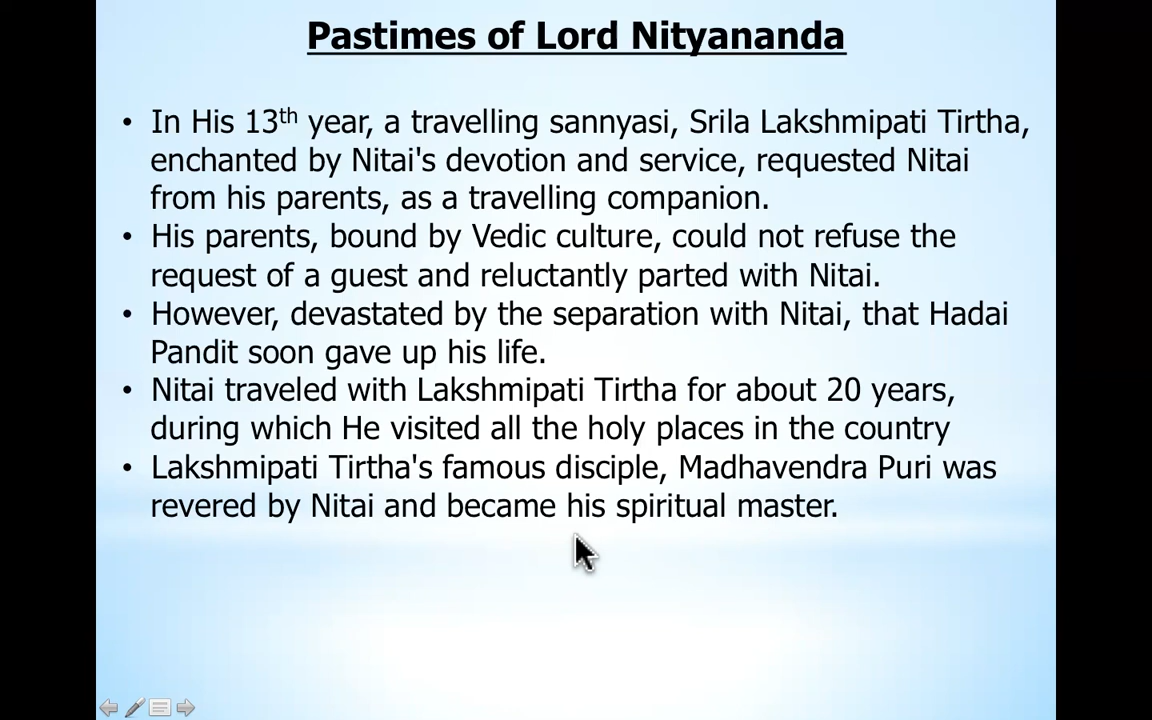 Pastimes of Lord Nityananda
• In His 13th year, a travelling sannyasi, Srila Lakshmipati Tirtha,
enchanted by Nitai's devotion and service, requested Nitai
from his parents, as a travelling companion.
• His parents, bound by Vedic culture, could not refuse the
request of a guest and reluctantly parted with Nitai.
• However, devastated by the separation with Nitai, that Hadai
Pandit soon gave up his life.
• Nitai traveled with Lakshmipati Tirtha for about 20 years,
during which He visited all the holy places in the country
• Lakshmipati Tirtha's famous disciple, Madhavendra Puri was
revered by Nitai and became his spiritual master.